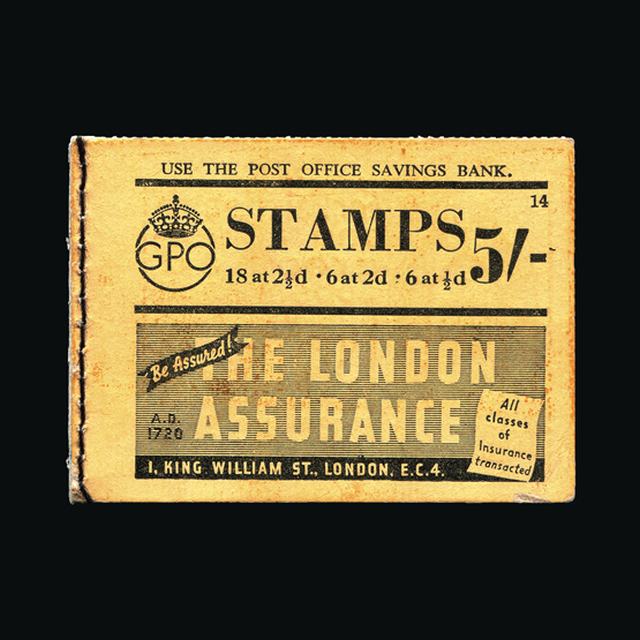 USE THE POST OFFICE SAVINGS BANK.
14
GPO
STAMPS 5/-
18 at 2½d · 6 at 2d · 6 at ½d
Be Assured!
THE LONDON
ASSURANCE
A.D.
1720
All
classes
of
Insurance
transacted
1, KING WILLIAM ST., LONDON, E.C.4.